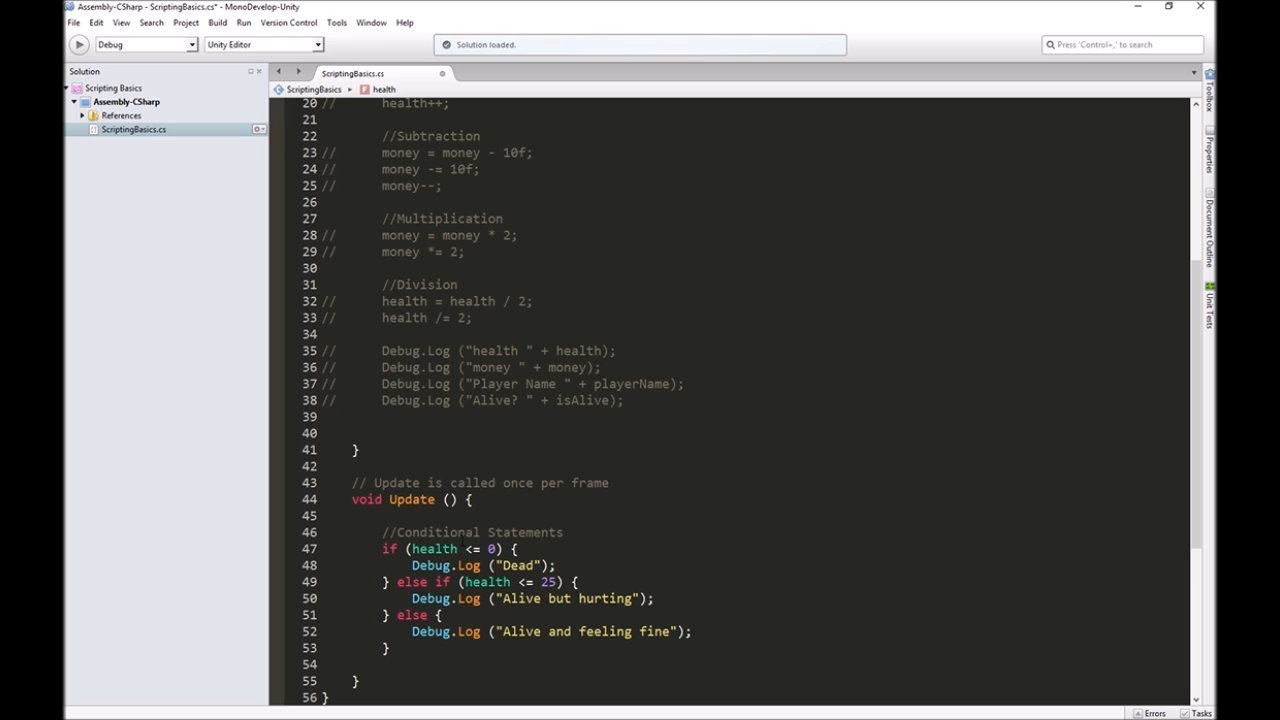 Assembly-CSharp - ScriptingBasics.cs* - MonoDevelop-Unity
File Edit View Search Project Build Run Version Control Tools Window Help
Debug Unity Editor Solution loaded. Press 'Control+,' to search
Solution
ScriptingBasics.cs
Scripting Basics
ScriptingBasics health
Assembly-CSharp
References
ScriptingBasics.cs
20 // health++;
21
22 //Subtraction
23 // money = money - 10f;
24 // money -= 10f;
25 // money--;
26
27 //Multiplication
28 // money = money * 2;
29 // money *= 2;
30
31 //Division
32 // health = health / 2;
33 // health /= 2;
34
35 // Debug.Log ("health " + health);
36 // Debug.Log ("money " + money);
37 // Debug.Log ("Player Name " + playerName);
38 // Debug.Log ("Alive? " + isAlive);
39
40
41 }
42
43 // Update is called once per frame
44 void Update () {
45
46 //Conditional Statements
47 if (health <= 0) {
48 Debug.Log ("Dead");
49 } else if (health <= 25) {
50 Debug.Log ("Alive but hurting");
51 } else {
52 Debug.Log ("Alive and feeling fine");
53 }
54
55 }
56 }
Toolbox
Properties
Document Outline
Unit Tests
Errors Tasks